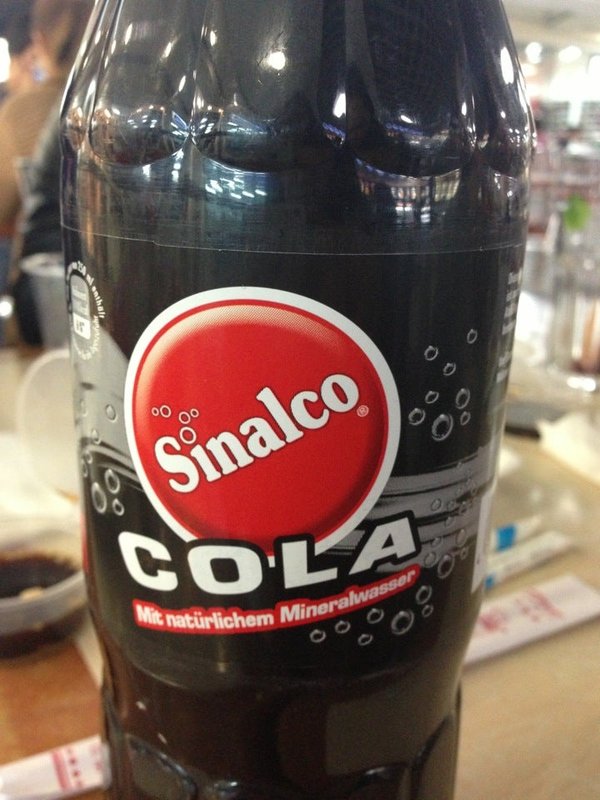 Sinalco®
COLA
Mit natürlichem Mineralwasser